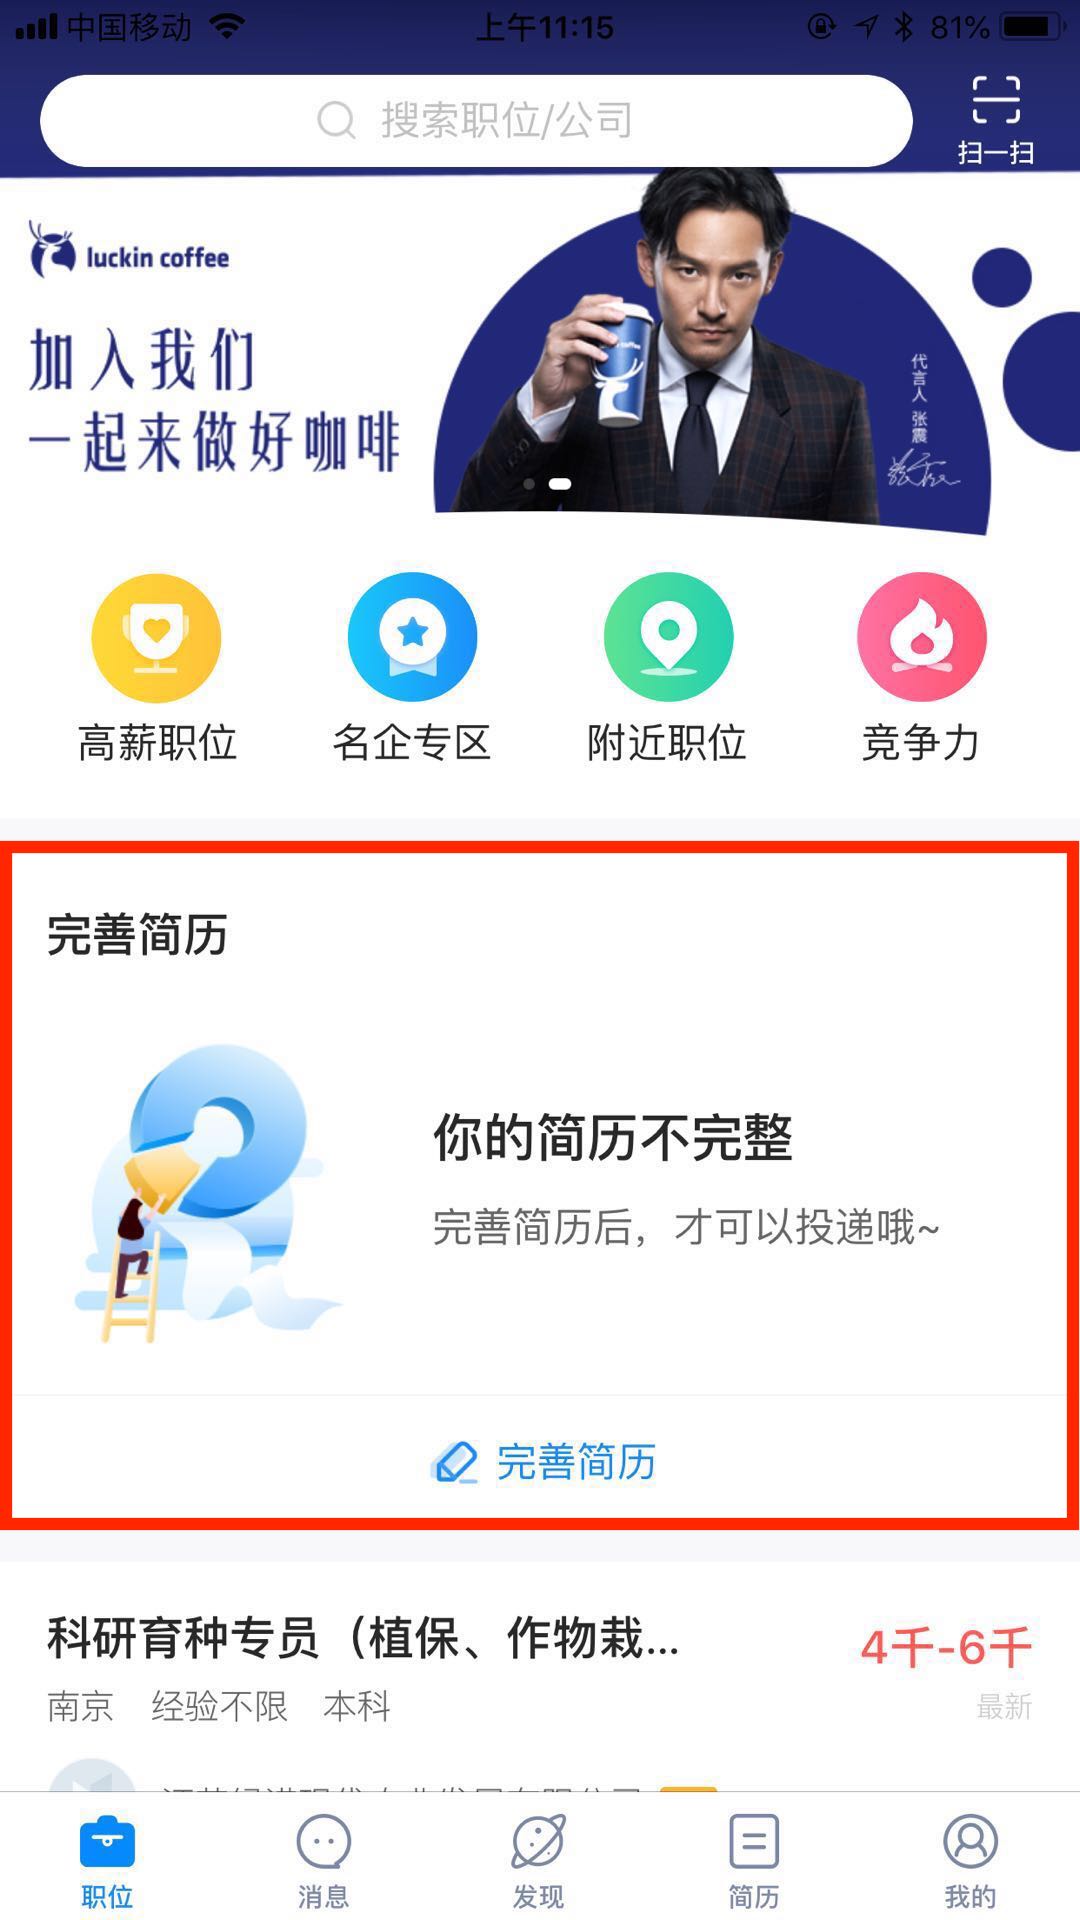 中国移动
上午11:15
81%
搜索职位/公司
扫一扫
luckin coffee
加入我们
一起来做好咖啡
代言人 张震
高薪职位
名企专区
附近职位
竞争力
完善简历
你的简历不完整
完善简历后，才可以投递哦~
完善简历
科研育种专员（植保、作物栽...
4千-6千
南京 经验不限 本科
最新
职位
消息
发现
简历
我的